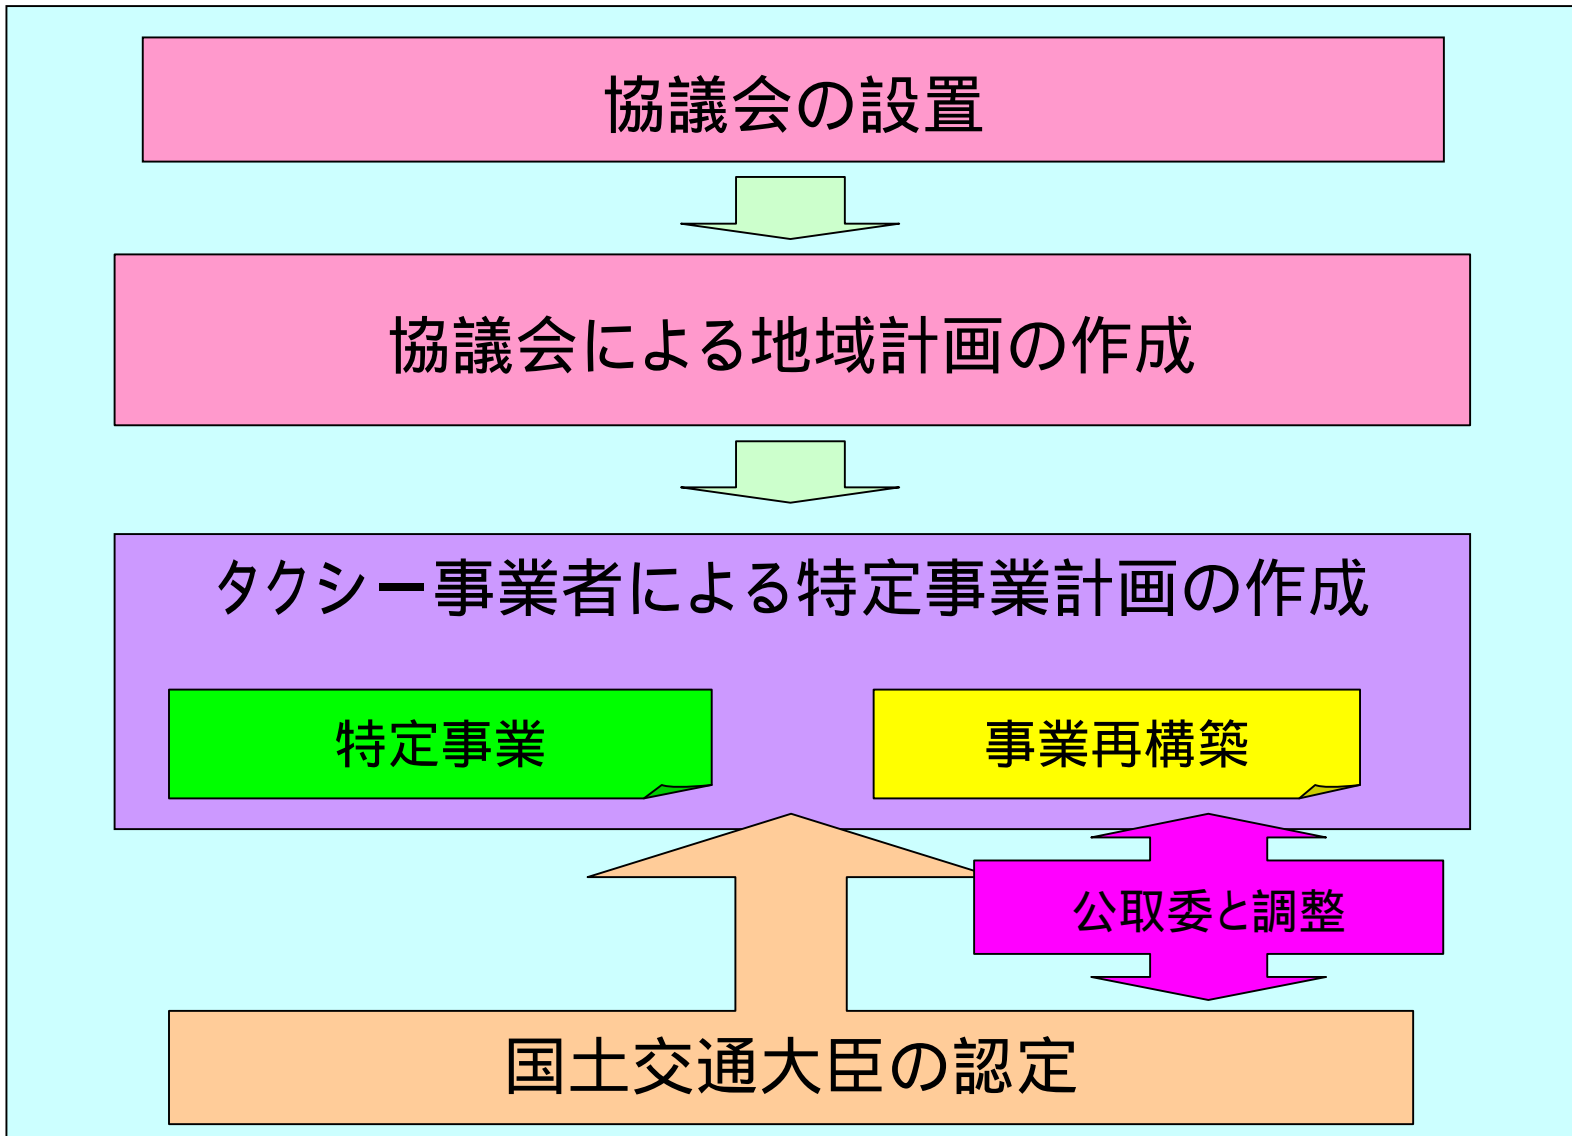 協議会の設置
協議会による地域計画の作成
タクシー事業者による特定事業計画の作成
特定事業
事業再構築
公取委と調整
国土交通大臣の認定